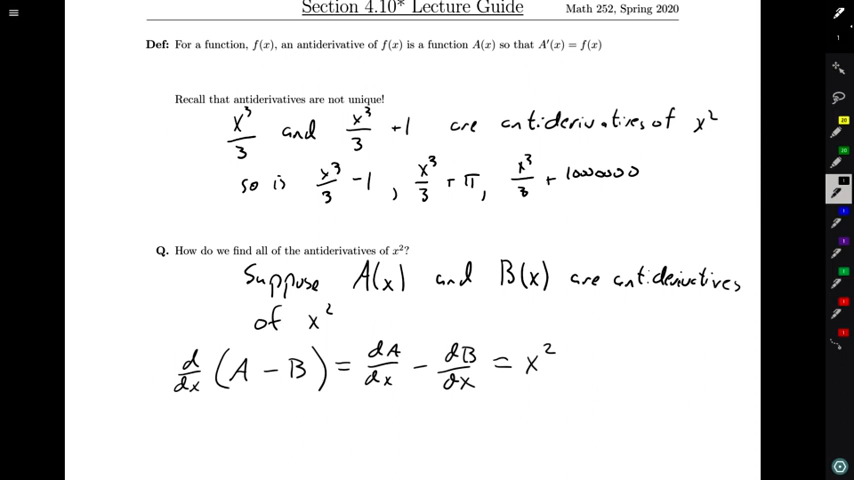 Section 4.10* Lecture Guide Math 252, Spring 2020
Def: For a function, f(x), an antiderivative of f(x) is a function A(x) so that A′(x) = f(x)
Recall that antiderivatives are not unique!
x³/3 and x³/3 + 1 are antiderivatives of x²
so is x³/3 - 1, x³/3 + π, x³/3 + 1000000
Q. How do we find all of the antiderivatives of x²?
Suppose A(x) and B(x) are antiderivatives
of x²
d/dx (A - B) = dA/dx - dB/dx = x²